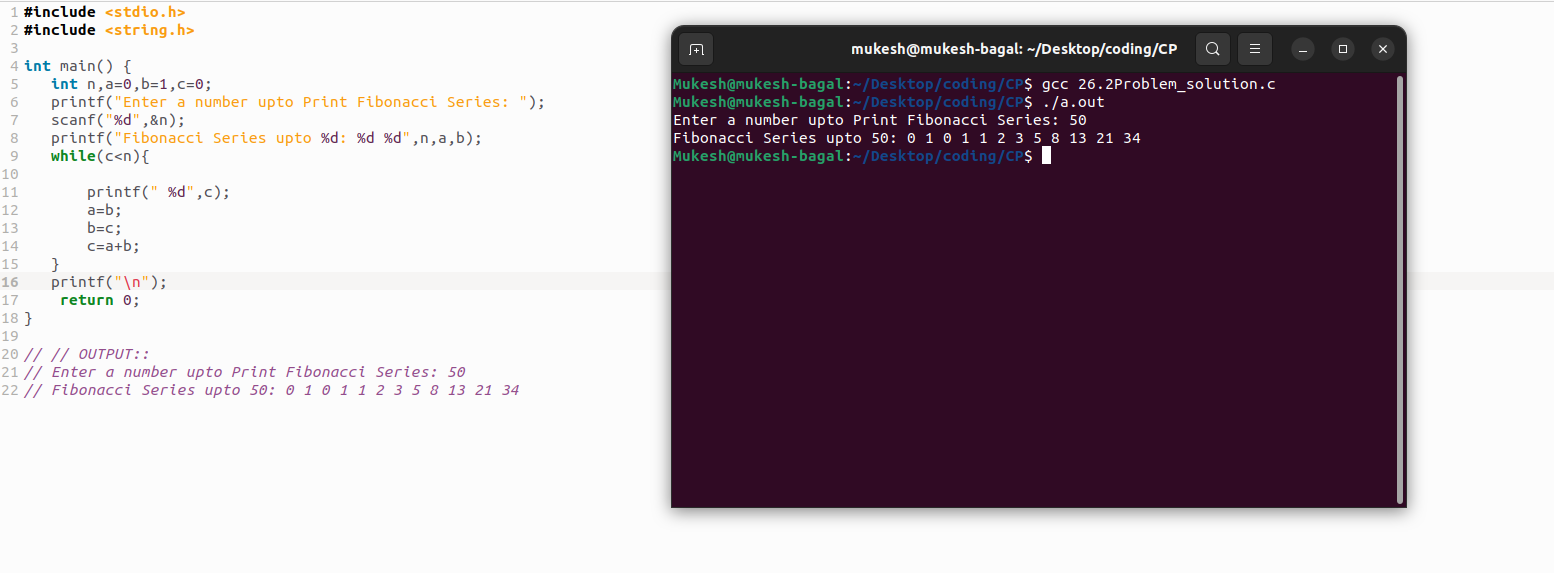 1 #include <stdio.h>
2 #include <string.h>
3
4 int main() {
5    int n,a=0,b=1,c=0;
6    printf("Enter a number upto Print Fibonacci Series: ");
7    scanf("%d",&n);
8    printf("Fibonacci Series upto %d: %d %d",n,a,b);
9    while(c<n){
10
11        printf(" %d",c);
12        a=b;
13        b=c;
14        c=a+b;
15    }
16    printf("\n");
17     return 0;
18 }
19
20 // // OUTPUT::
21 // Enter a number upto Print Fibonacci Series: 50
22 // Fibonacci Series upto 50: 0 1 0 1 1 2 3 5 8 13 21 34
mukesh@mukesh-bagal: ~/Desktop/coding/CP
Mukesh@mukesh-bagal:~/Desktop/coding/CP$ gcc 26.2Problem_solution.c
Mukesh@mukesh-bagal:~/Desktop/coding/CP$ ./a.out
Enter a number upto Print Fibonacci Series: 50
Fibonacci Series upto 50: 0 1 0 1 1 2 3 5 8 13 21 34
Mukesh@mukesh-bagal:~/Desktop/coding/CP$